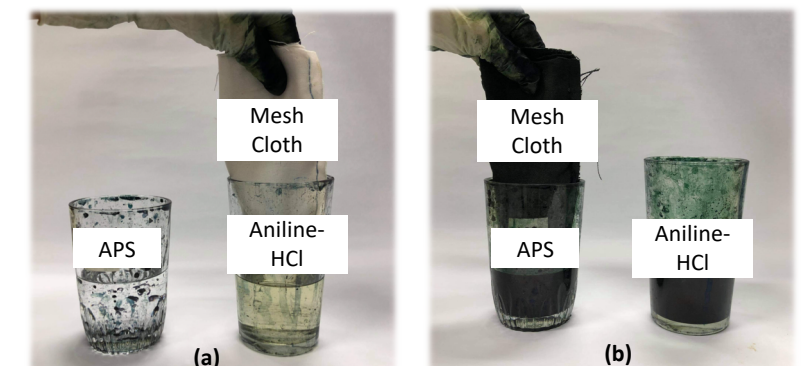 Mesh
Cloth
APS
Aniline-
HCl
(a)
Mesh
Cloth
APS
Aniline-
HCl
(b)